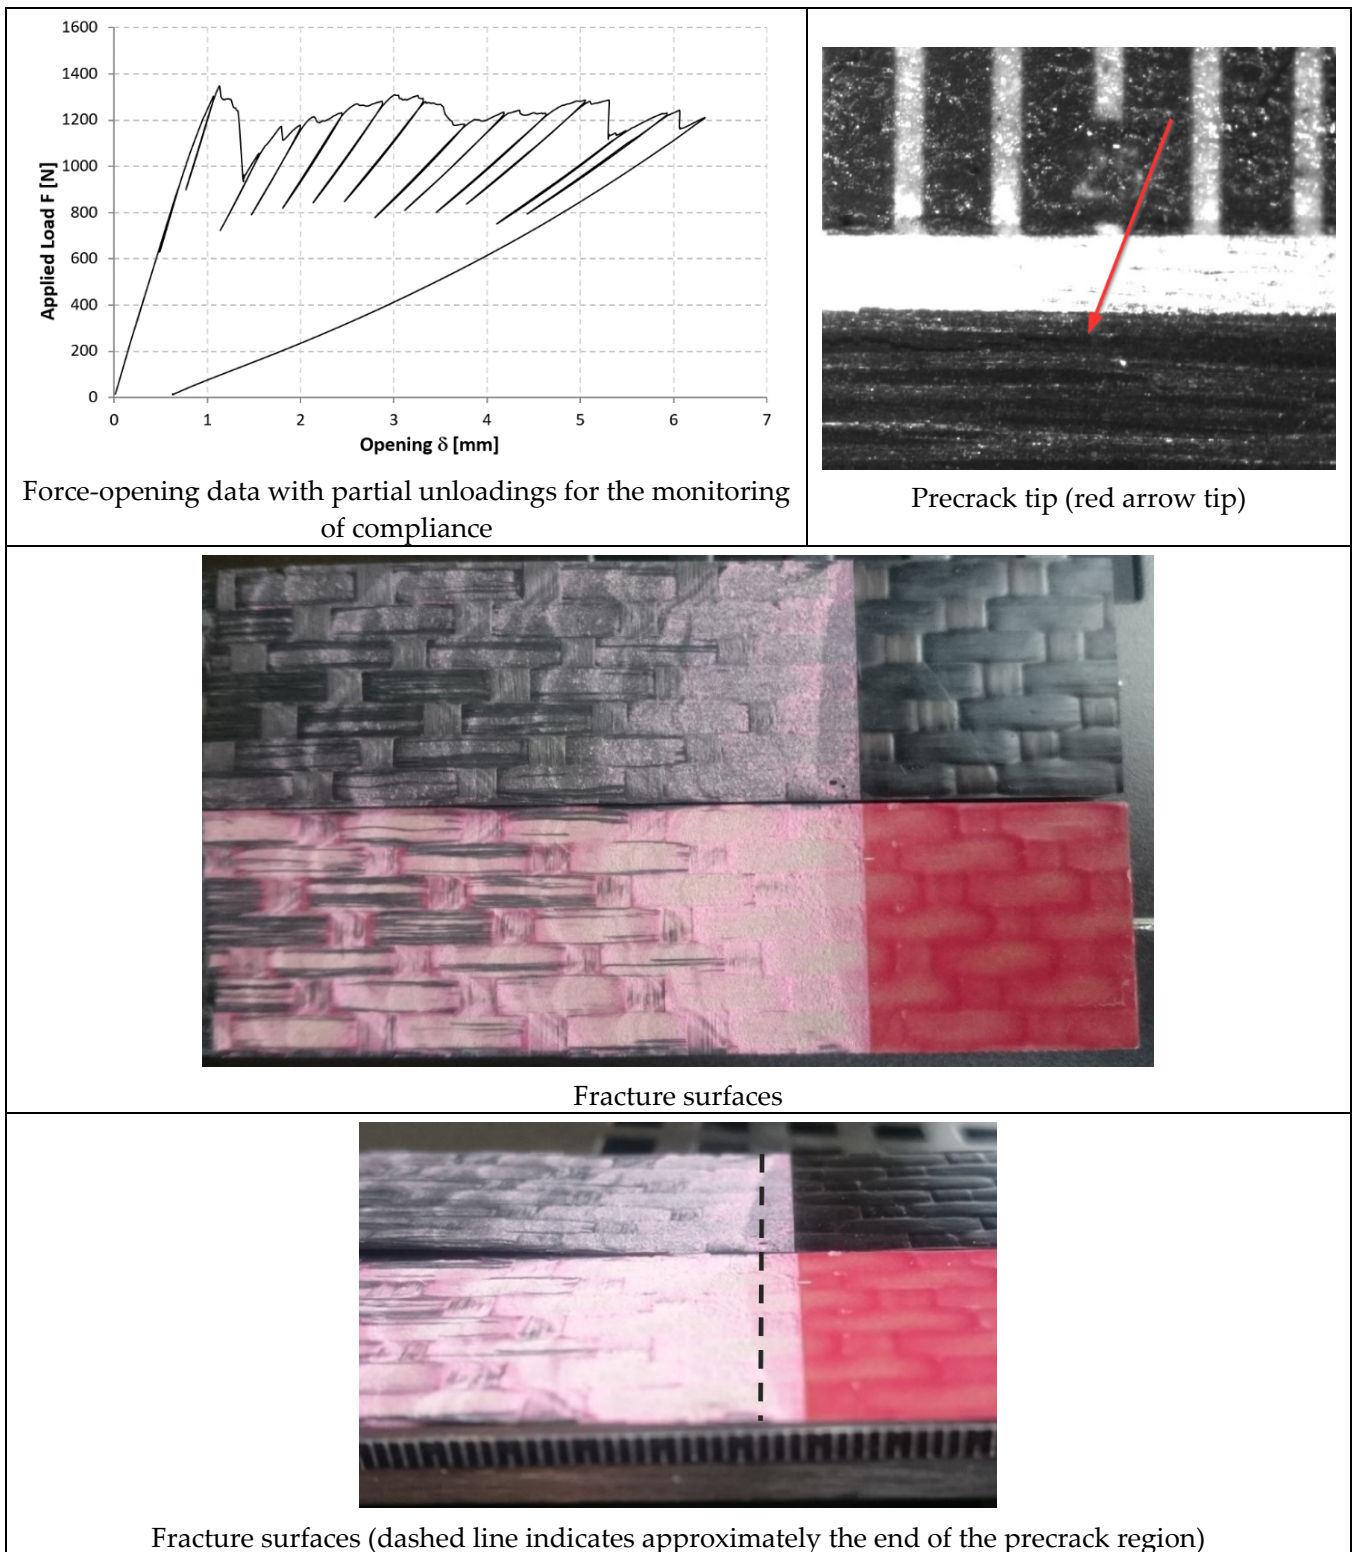 1600
1400
1200
1000
800
600
400
200
0
Applied Load F [N]
0 1 2 3 4 5 6 7
Opening δ [mm]
Force-opening data with partial unloadings for the monitoring
of compliance
Precrack tip (red arrow tip)
Fracture surfaces
Fracture surfaces (dashed line indicates approximately the end of the precrack region)